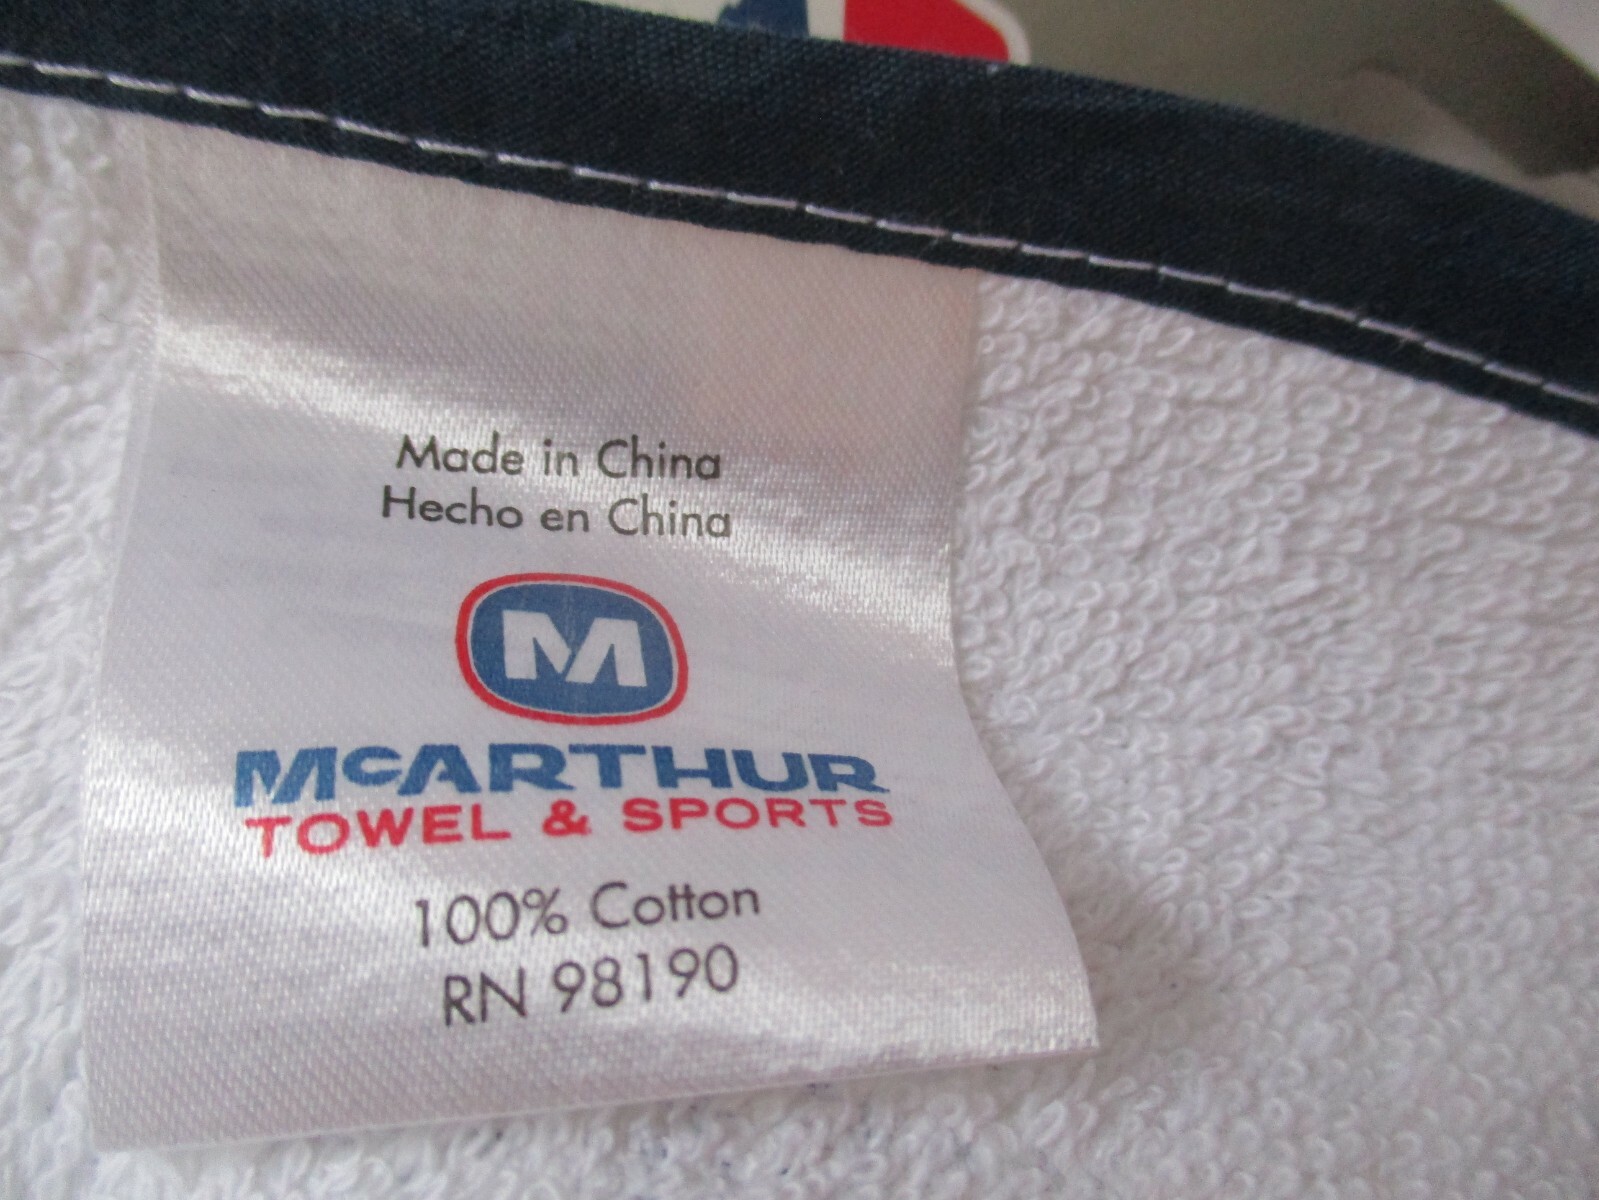 Made in China
Hecho en China
M
McARTHUR
TOWEL & SPORTS
100% Cotton
RN 98190